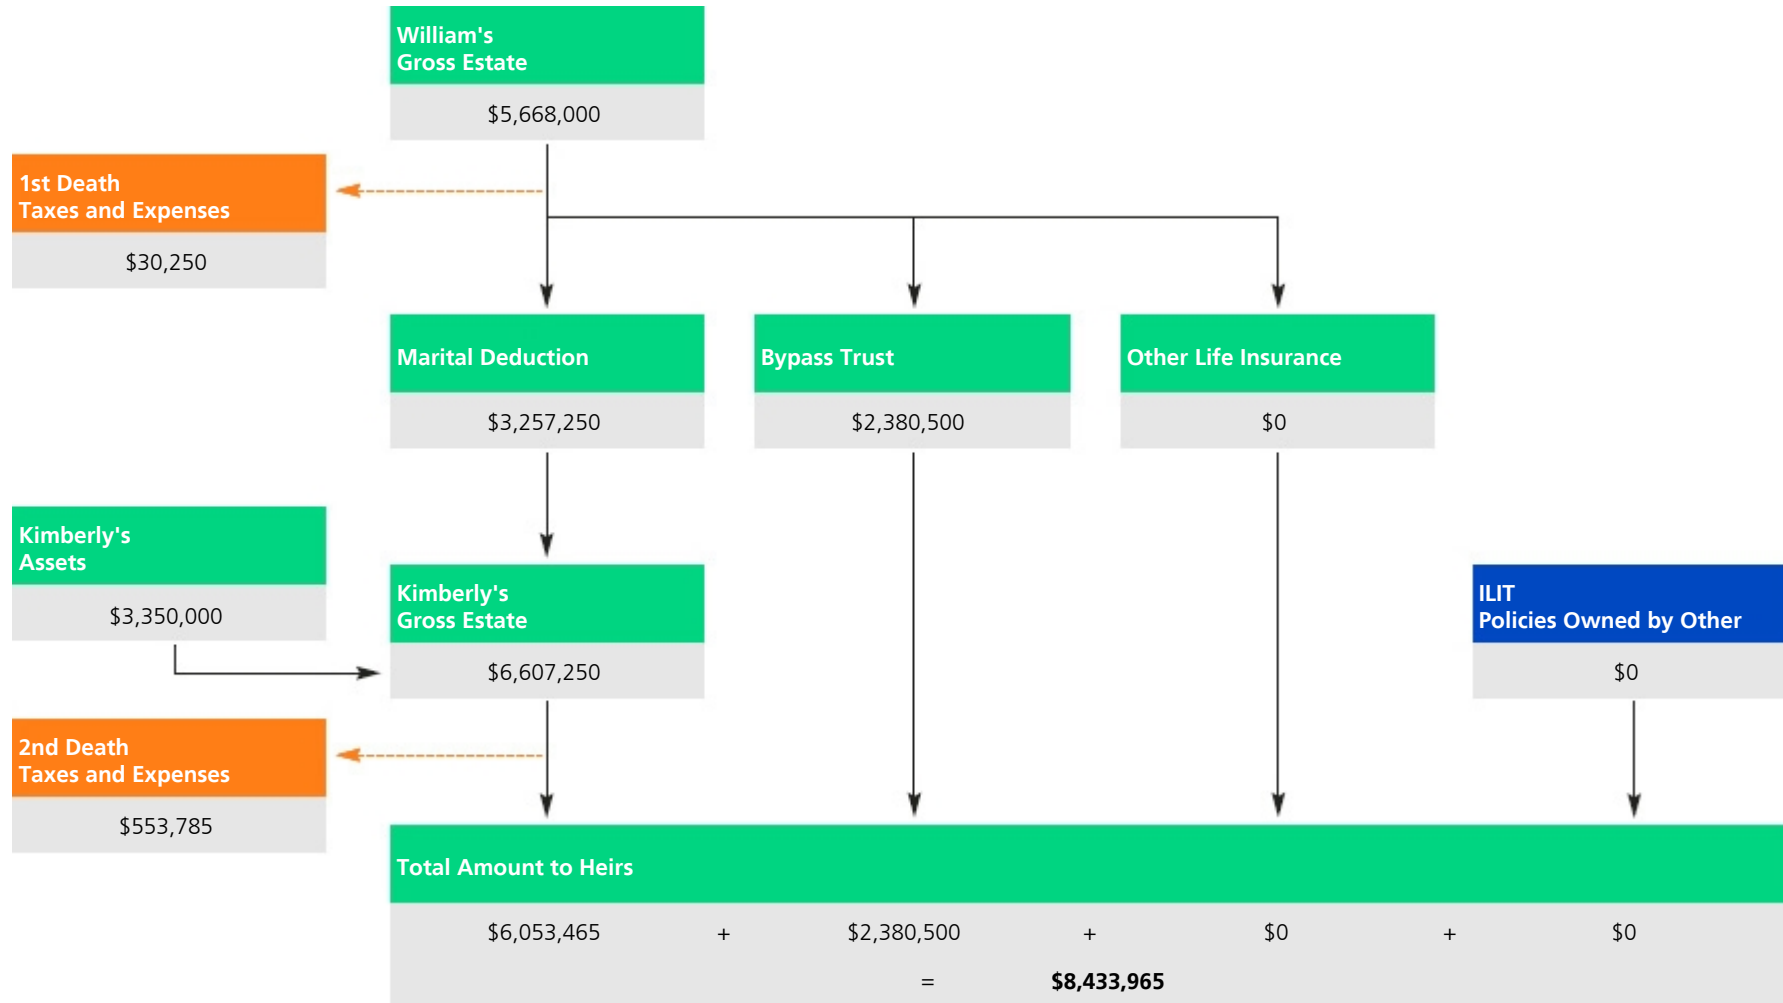 William's
Gross Estate
$5,668,000
1st Death
Taxes and Expenses
$30,250
Marital Deduction
$3,257,250
Bypass Trust
$2,380,500
Other Life Insurance
$0
Kimberly's
Assets
$3,350,000
Kimberly's
Gross Estate
$6,607,250
ILIT
Policies Owned by Other
$0
2nd Death
Taxes and Expenses
$553,785
Total Amount to Heirs
$6,053,465 + $2,380,500 + $0 + $0
= $8,433,965